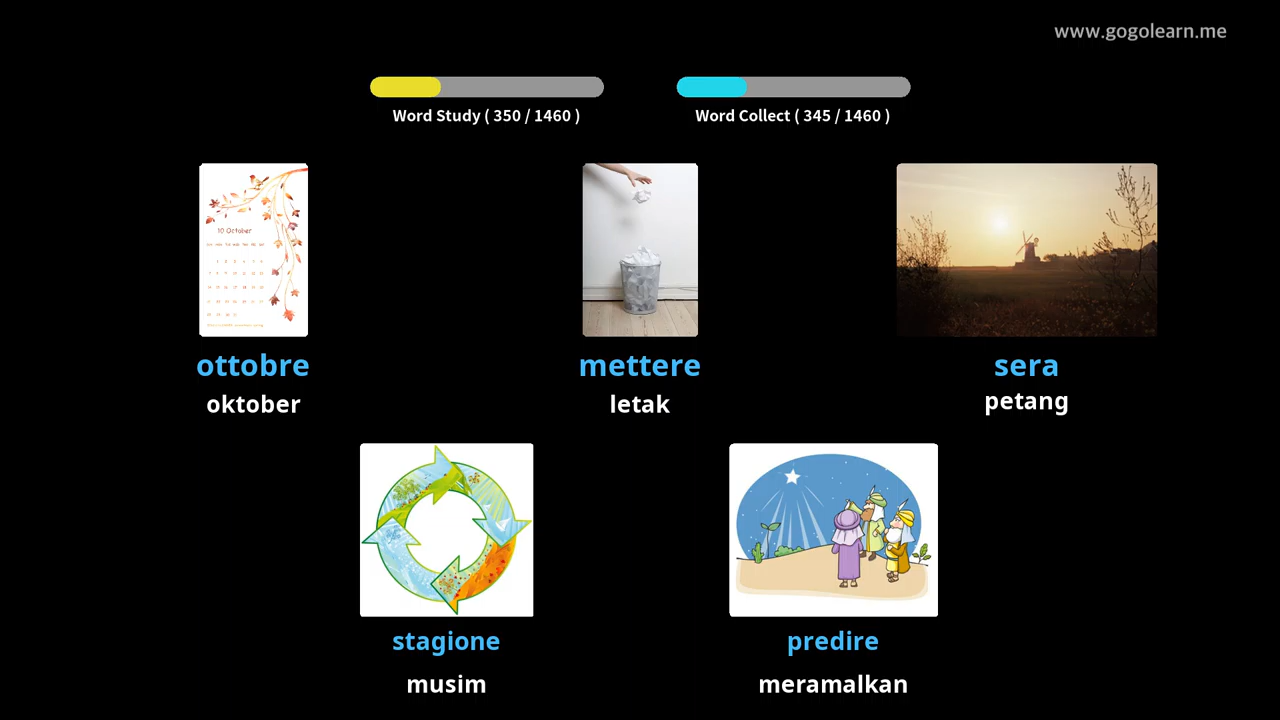 www.gogolearn.me
Word Study ( 350 / 1460 )
Word Collect ( 345 / 1460 )
10 October
ottobre
mettere
sera
oktober
letak
petang
stagione
predire
musim
meramalkan